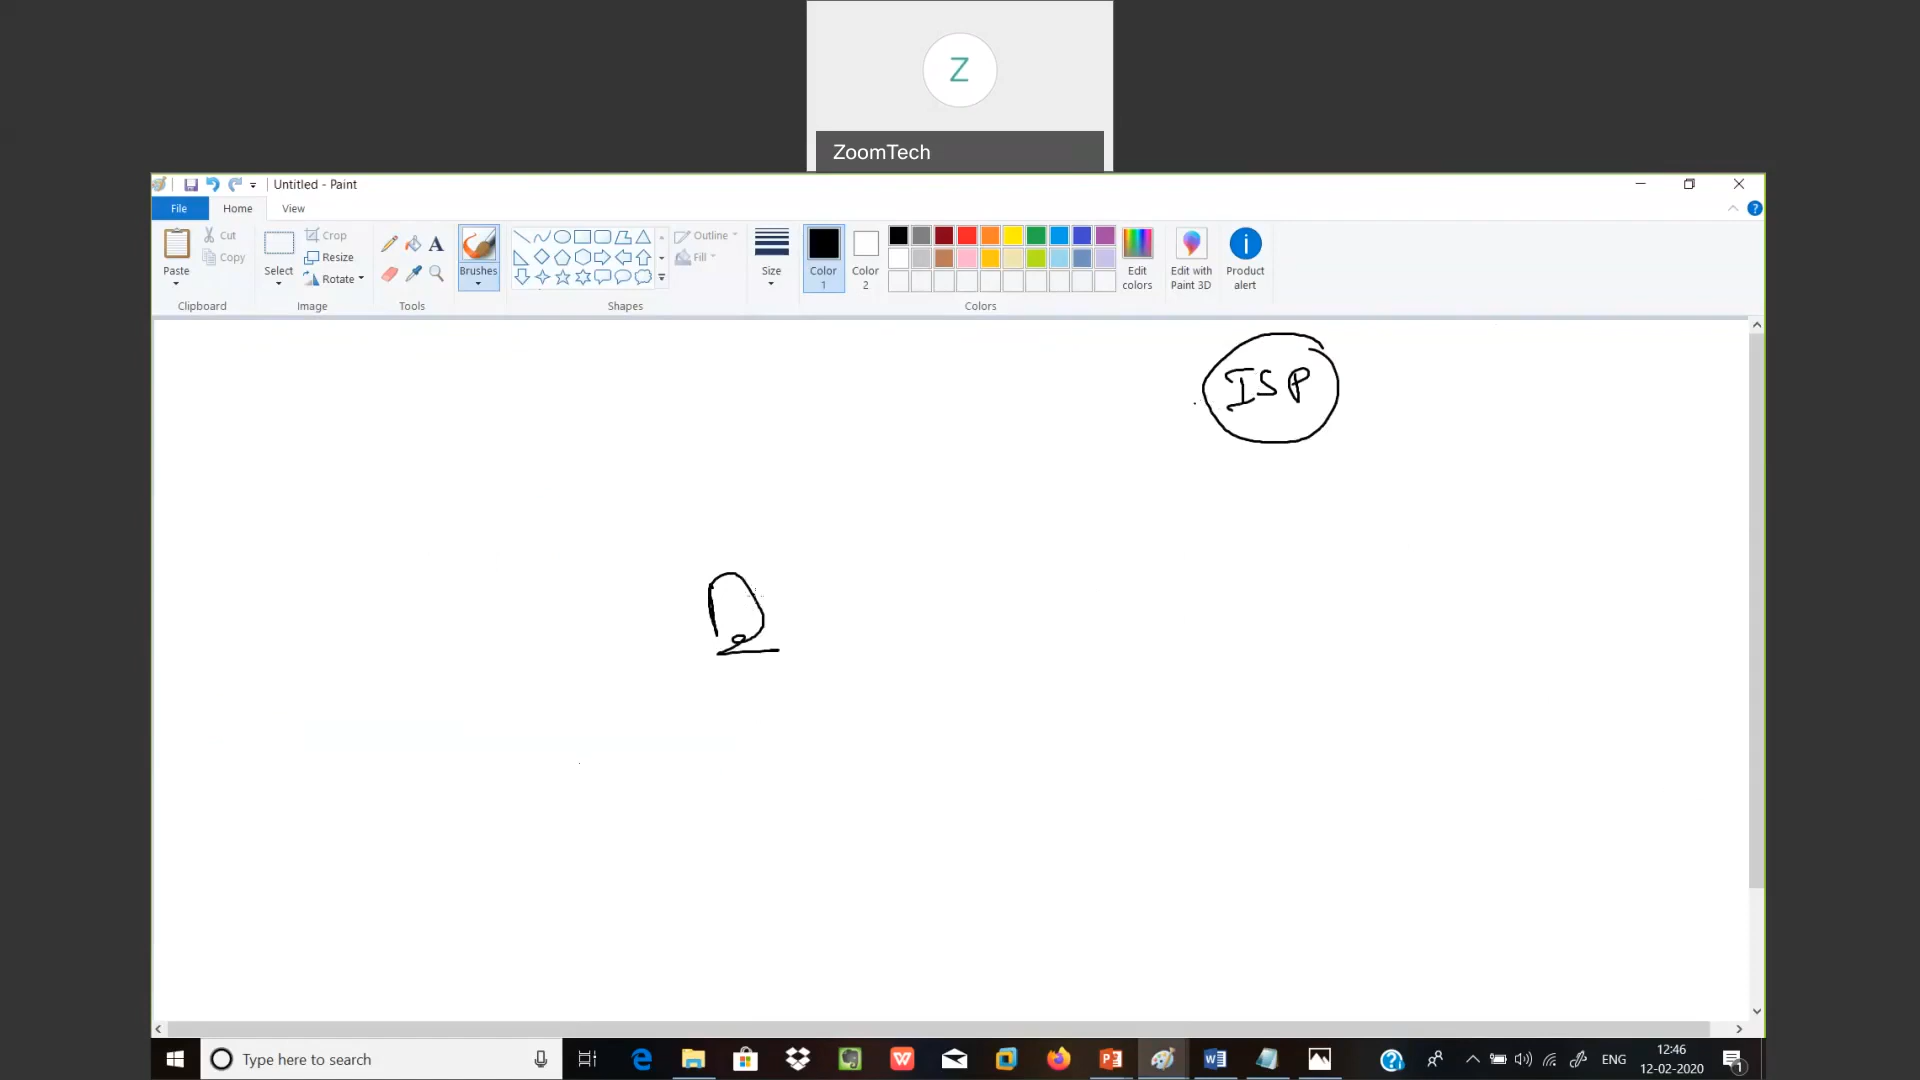 Z
ZoomTech
Untitled - Paint
File Home View
Paste
Cut
Copy
Clipboard
Select
Crop
Resize
Rotate
Image
A
Tools
Brushes
Outline
Fill
Shapes
Size
Color 1
Color 2
Edit colors
Colors
Edit with Paint 3D
Product alert
ISP
Type here to search
ENG
12:46
12-02-2020
1